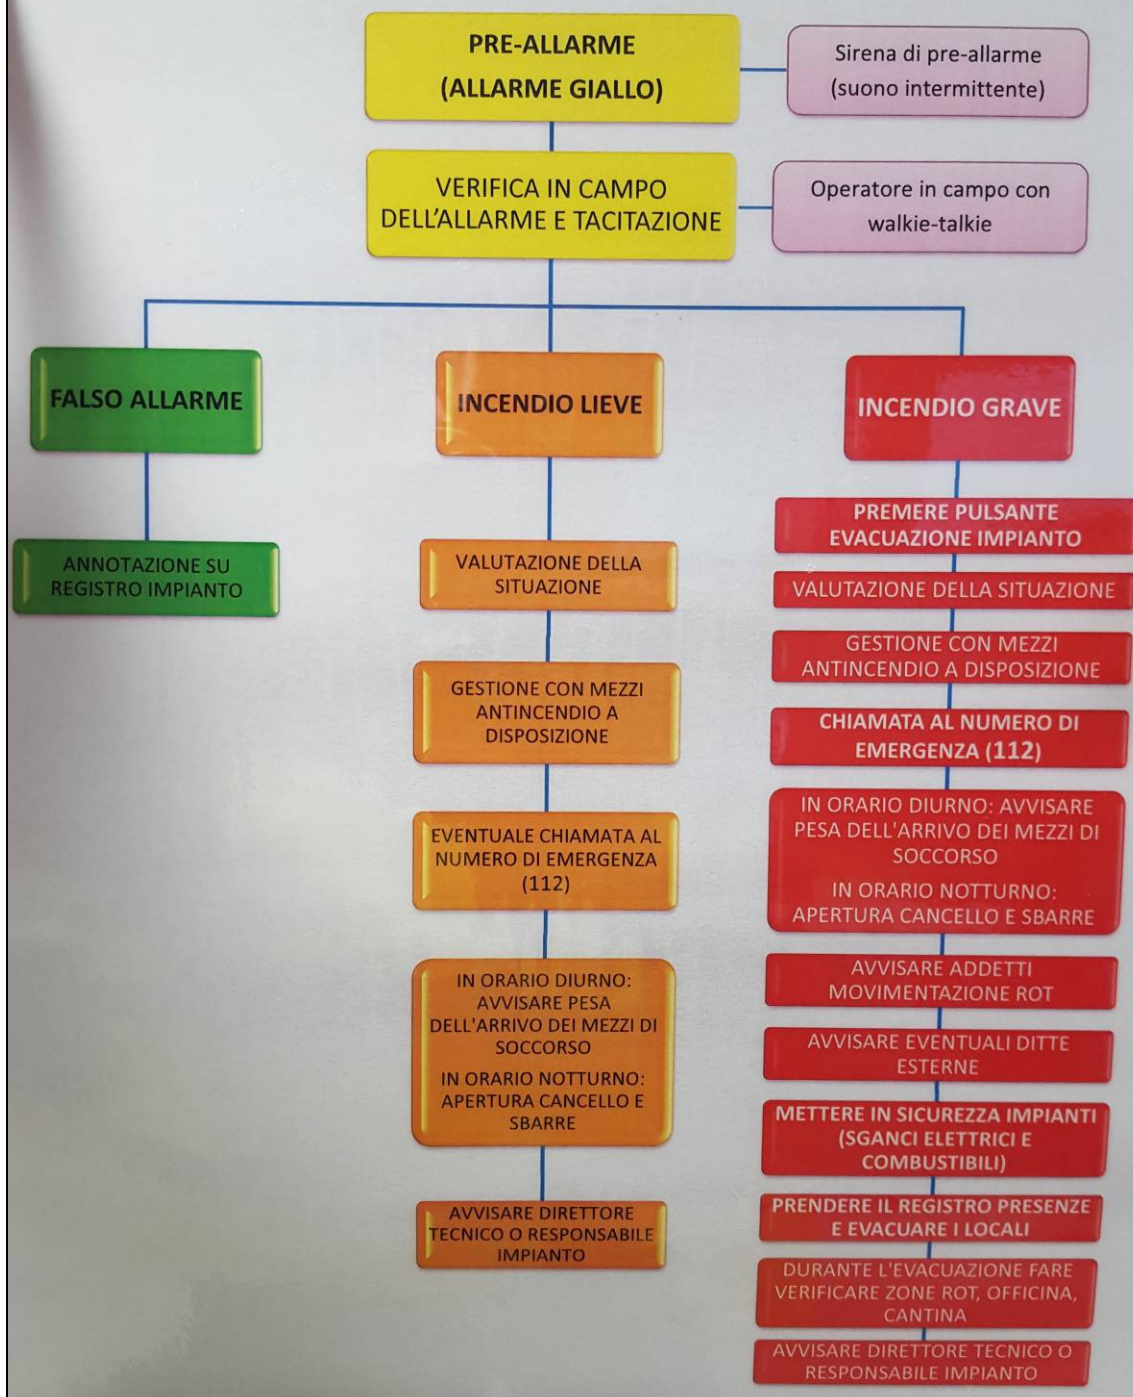 PRE-ALLARME
(ALLARME GIALLO)
Sirena di pre-allarme
(suono intermittente)
VERIFICA IN CAMPO
DELL'ALLARME E TACITAZIONE
Operatore in campo con
walkie-talkie
FALSO ALLARME
ANNOTAZIONE SU
REGISTRO IMPIANTO
INCENDIO LIEVE
VALUTAZIONE DELLA
SITUAZIONE
GESTIONE CON MEZZI
ANTINCENDIO A
DISPOSIZIONE
EVENTUALE CHIAMATA AL
NUMERO DI EMERGENZA
(112)
IN ORARIO DIURNO:
AVVISARE PESA
DELL'ARRIVO DEI MEZZI DI
SOCCORSO
IN ORARIO NOTTURNO:
APERTURA CANCELLO E
SBARRE
AVVISARE DIRETTORE
TECNICO O RESPONSABILE
IMPIANTO
INCENDIO GRAVE
PREMERE PULSANTE
EVACUAZIONE IMPIANTO
VALUTAZIONE DELLA SITUAZIONE
GESTIONE CON MEZZI
ANTINCENDIO A DISPOSIZIONE
CHIAMATA AL NUMERO DI
EMERGENZA (112)
IN ORARIO DIURNO: AVVISARE
PESA DELL'ARRIVO DEI MEZZI DI
SOCCORSO
IN ORARIO NOTTURNO:
APERTURA CANCELLO E SBARRE
AVVISARE ADDETTI
MOVIMENTAZIONE ROT
AVVISARE EVENTUALI DITTE
ESTERNE
METTERE IN SICUREZZA IMPIANTI
(SGANCI ELETTRICI E
COMBUSTIBILI)
PRENDERE IL REGISTRO PRESENZE
E EVACUARE I LOCALI
DURANTE L'EVACUAZIONE FARE
VERIFICARE ZONE ROT, OFFICINA,
CANTINA
AVVISARE DIRETTORE TECNICO O
RESPONSABILE IMPIANTO